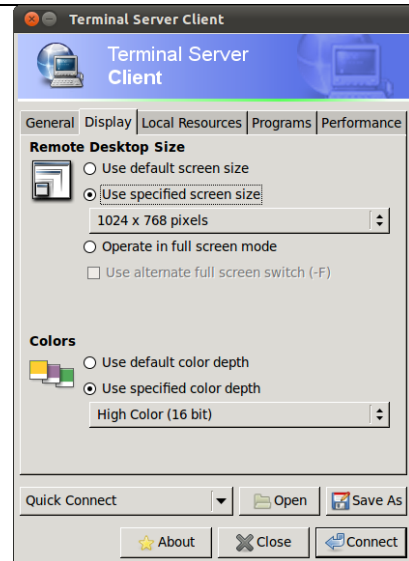 Terminal Server Client
Terminal Server
Client
General Display Local Resources Programs Performance
Remote Desktop Size
Use default screen size
Use specified screen size
1024 x 768 pixels
Operate in full screen mode
Use alternate full screen switch (-F)
Colors
Use default color depth
Use specified color depth
High Color (16 bit)
Quick Connect Open Save As
About Close Connect